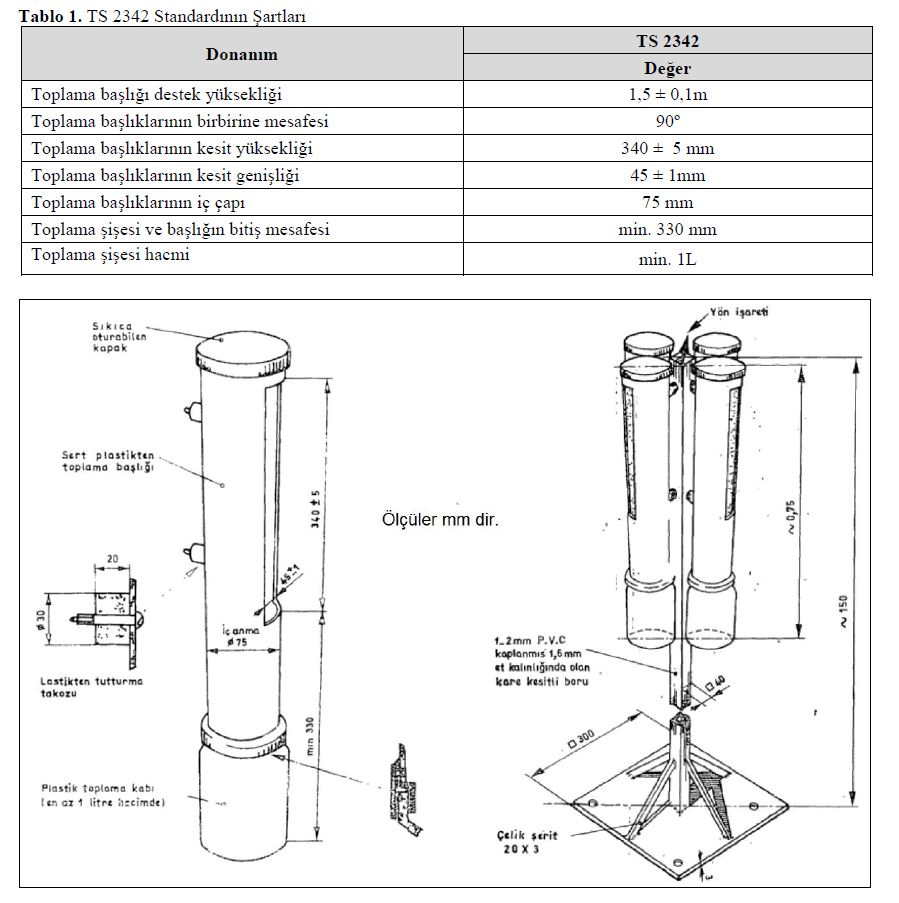 Tablo 1. TS 2342 Standardının Şartları
Donanım
TS 2342
Değer
Toplama başlığı destek yüksekliği 1,5 ± 0,1m
Toplama başlıklarının birbirine mesafesi 90°
Toplama başlıklarının kesit yüksekliği 340 ± 5 mm
Toplama başlıklarının kesit genişliği 45 ± 1mm
Toplama başlıklarının iç çapı 75 mm
Toplama şişesi ve başlığın bitiş mesafesi min. 330 mm
Toplama şişesi hacmi min. 1L
Sıkıca
oturabilen
kapak
Sert plastikten
toplama başlığı
340 ± 5
45 ± 1
20
ø 30
Lastikten tutturma
takozu
iç anma
ø 75
min 330
Plastik toplama kabı
(en az 1 litre hacimde)
Ölçüler mm dir.
Yön işareti
~ 0,75
~ 150
1_2mm P.V.C
kaplanmış 1,6mm
et kalınlığında olan
kare kesitli boru
□ 40
□ 300
Çelik şerit
20 X 3
3